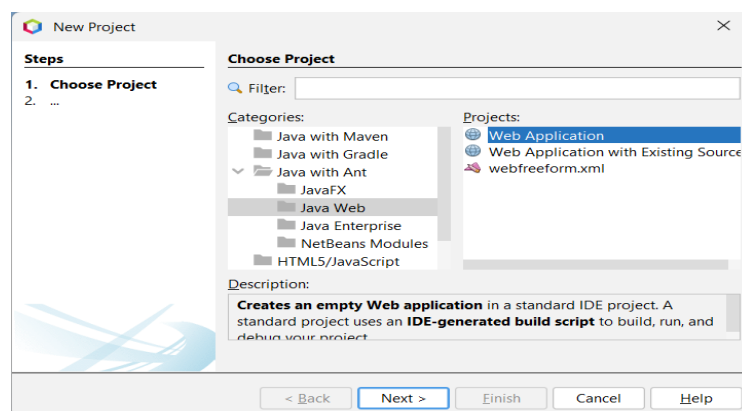 New Project
Steps
1. Choose Project
2. ...
Choose Project
Filter:
Categories:
Java with Maven
Java with Gradle
Java with Ant
JavaFX
Java Web
Java Enterprise
NetBeans Modules
HTML5/JavaScript
Projects:
Web Application
Web Application with Existing Source
webfreeform.xml
Description:
Creates an empty Web application in a standard IDE project. A
standard project uses an IDE-generated build script to build, run, and
debug your project
< Back Next > Finish Cancel Help